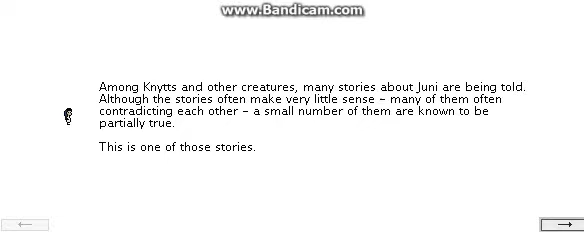 www.Bandicam.com
Among Knytts and other creatures, many stories about Juni are being told.
Although the stories often make very little sense - many of them often
contradicting each other - a small number of them are known to be
partially true.
This is one of those stories.